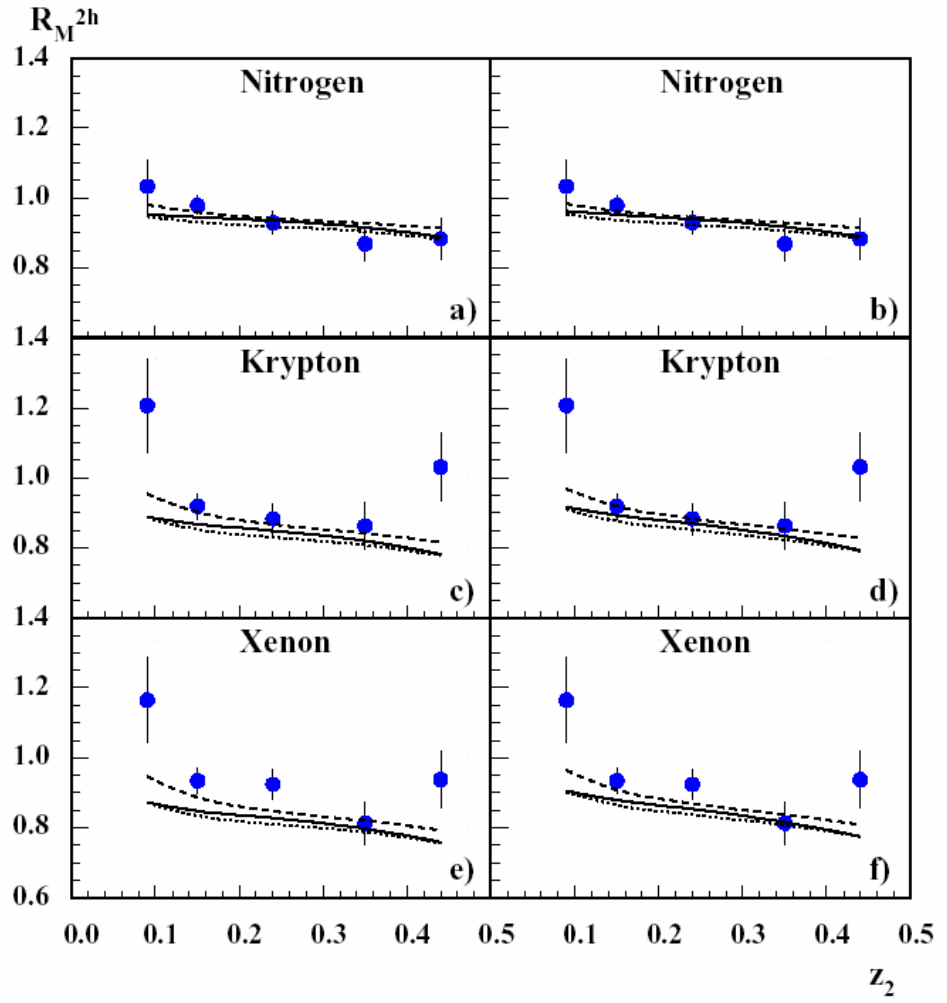 R_M^2h
1.4
Nitrogen Nitrogen
1.2
1.0
0.8
a) b)
1.4
Krypton Krypton
1.2
1.0
0.8
c) d)
1.4
Xenon Xenon
1.2
1.0
0.8
e) f)
0.6
0.0 0.1 0.2 0.3 0.4 0.5 0.1 0.2 0.3 0.4 0.5
z_2